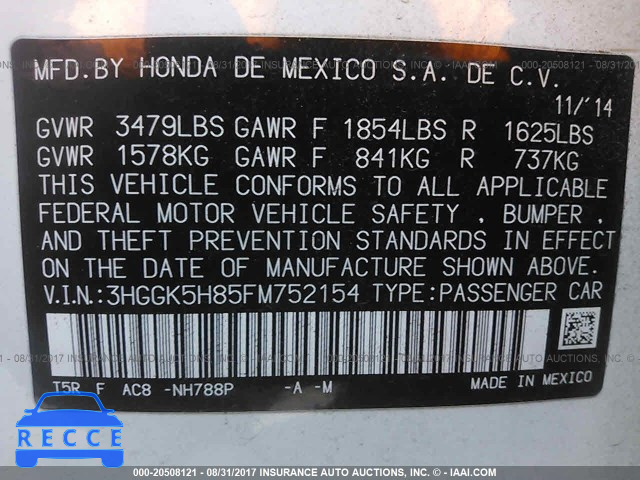 MFD.BY HONDA DE MEXICO S.A. DE C.V.
11/'14
GVWR 3479LBS GAWR F 1854LBS R 1625LBS
GVWR 1578KG GAWR F 841KG R 737KG
THIS VEHICLE CONFORMS TO ALL APPLICABLE
FEDERAL MOTOR VEHICLE SAFETY , BUMPER ,
AND THEFT PREVENTION STANDARDS IN EFFECT
ON THE DATE OF MANUFACTURE SHOWN ABOVE.
V.I.N.:3HGGK5H85FM752154 TYPE:PASSENGER CAR
T5R F AC8 -NH788P -A -M
MADE IN MEXICO
RECCE
000-20508121 - 08/31/2017 INSURANCE AUTO AUCTIONS, INC. - © IAAI.COM